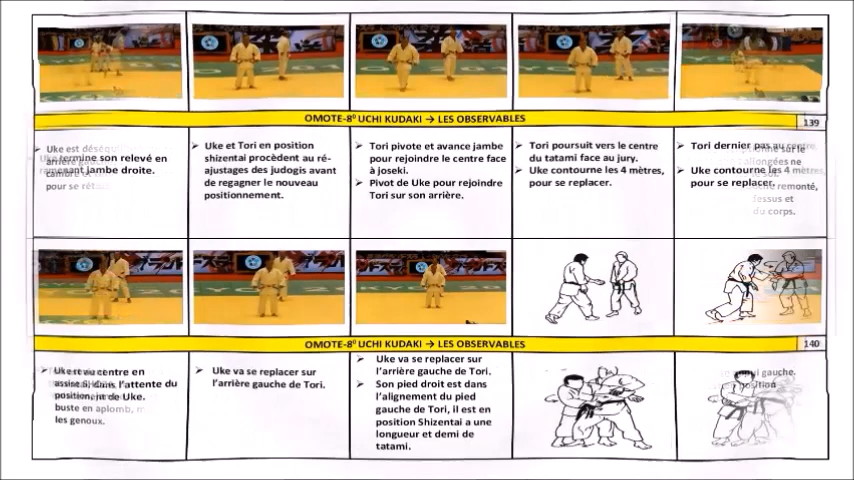 OMOTE-8º UCHI KUDAKI → LES OBSERVABLES
139
Uke est
Uke termine son relevé en
ramenant jambe droite.
pour se
➢ Uke et Tori en position
shizentai procèdent au ré-
ajustages des judogis avant
de regagner le nouveau
positionnement.
➢ Tori pivote et avance jambe
pour rejoindre le centre face
à joseki.
➢ Pivot de Uke pour rejoindre
Tori sur son arrière.
➢ Tori poursuit vers le centre
du tatami face au jury.
➢ Uke contourne les 4 mètres,
pour se replacer.
➢ Tori dernier pas au centre
➢ Uke contourne les 4 mètres,
pour se replacer.
remonté,
et
du corps.
OMOTE-8º UCHI KUDAKI → LES OBSERVABLES
140
au centre en
l'attente du
de Uke.
buste en aplomb,
les genoux.
➢ Uke va se replacer sur
l'arrière gauche de Tori.
➢ Uke va se replacer sur
l'arrière gauche de Tori.
➢ Son pied droit est dans
l'alignement du pied
gauche de Tori, il est en
position Shizentai a une
longueur et demi de
tatami.
gauche.
position